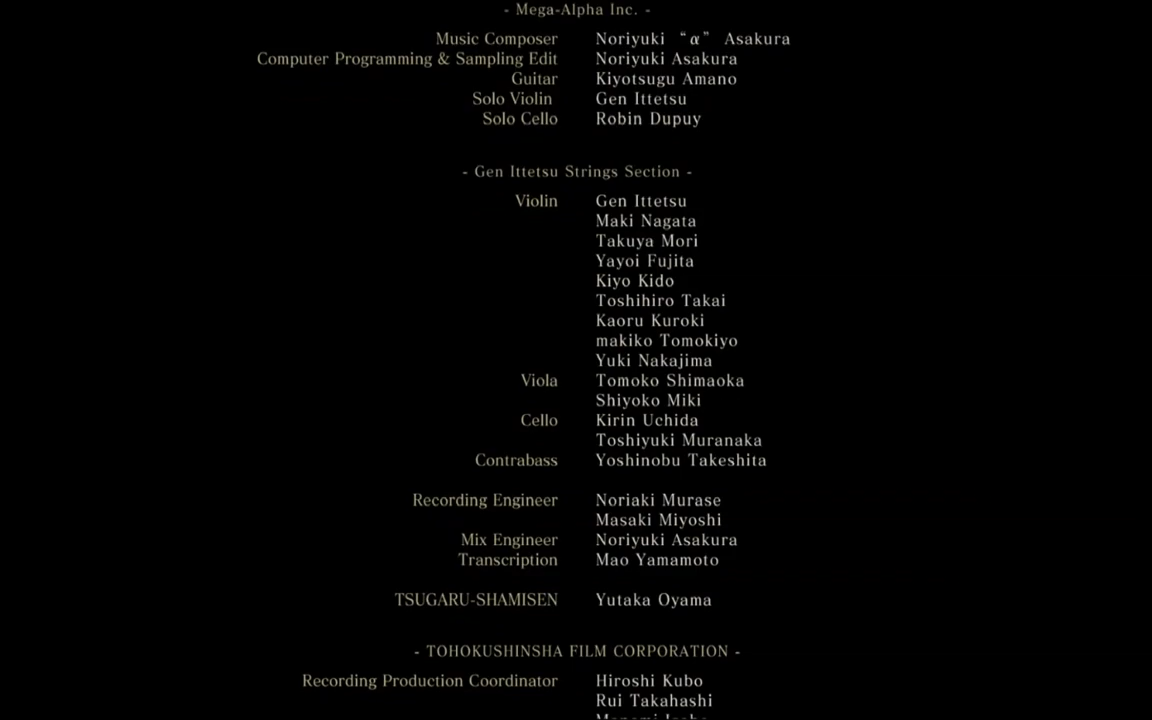 - Mega-Alpha Inc. -
Music Composer Noriyuki “α” Asakura
Computer Programming & Sampling Edit Noriyuki Asakura
Guitar Kiyotsugu Amano
Solo Violin Gen Ittetsu
Solo Cello Robin Dupuy
- Gen Ittetsu Strings Section -
Violin Gen Ittetsu
Maki Nagata
Takuya Mori
Yayoi Fujita
Kiyo Kido
Toshihiro Takai
Kaoru Kuroki
makiko Tomokiyo
Yuki Nakajima
Viola Tomoko Shimaoka
Shiyoko Miki
Cello Kirin Uchida
Toshiyuki Muranaka
Contrabass Yoshinobu Takeshita
Recording Engineer Noriaki Murase
Masaki Miyoshi
Mix Engineer Noriyuki Asakura
Transcription Mao Yamamoto
TSUGARU-SHAMISEN Yutaka Oyama
- TOHOKUSHINSHA FILM CORPORATION -
Recording Production Coordinator Hiroshi Kubo
Rui Takahashi